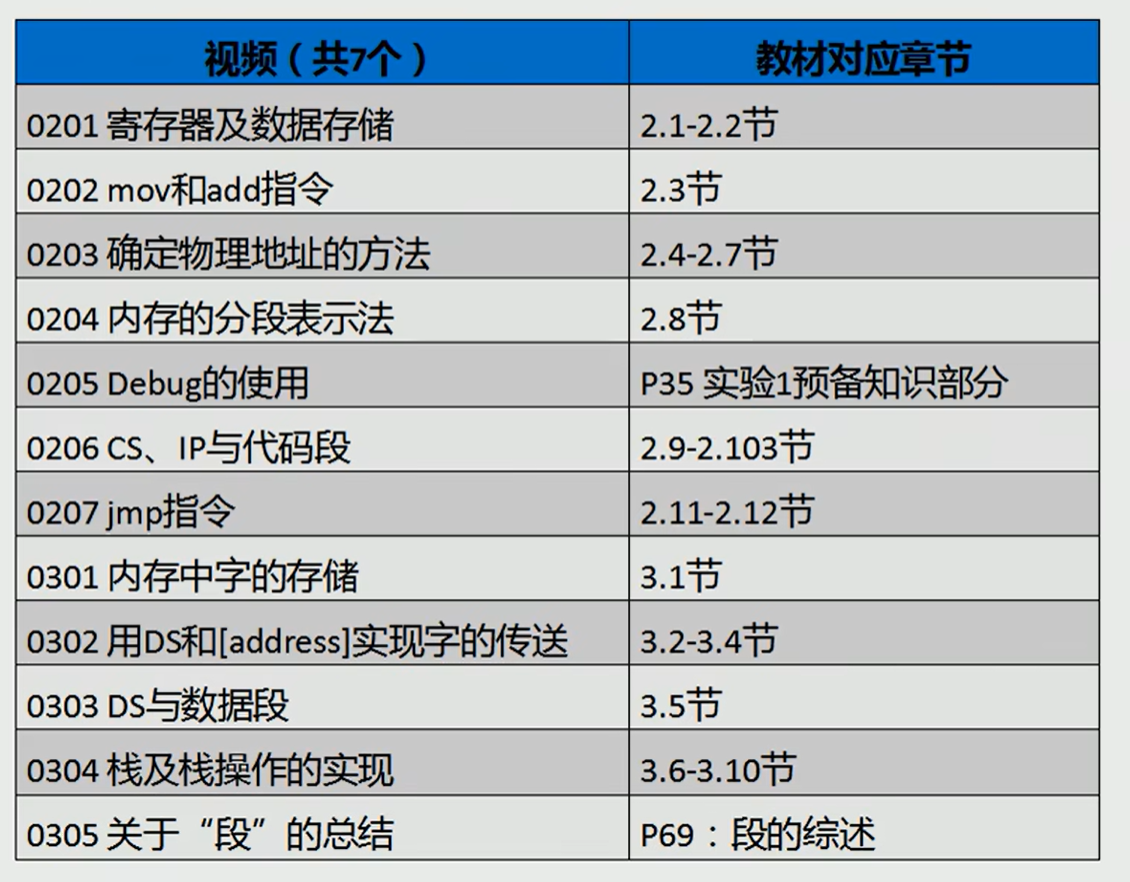 视频（共7个） 教材对应章节
0201 寄存器及数据存储 2.1-2.2节
0202 mov和add指令 2.3节
0203 确定物理地址的方法 2.4-2.7节
0204 内存的分段表示法 2.8节
0205 Debug的使用 P35 实验1预备知识部分
0206 CS、IP与代码段 2.9-2.103节
0207 jmp指令 2.11-2.12节
0301 内存中字的存储 3.1节
0302 用DS和[address]实现字的传送 3.2-3.4节
0303 DS与数据段 3.5节
0304 栈及栈操作的实现 3.6-3.10节
0305 关于“段”的总结 P69：段的综述